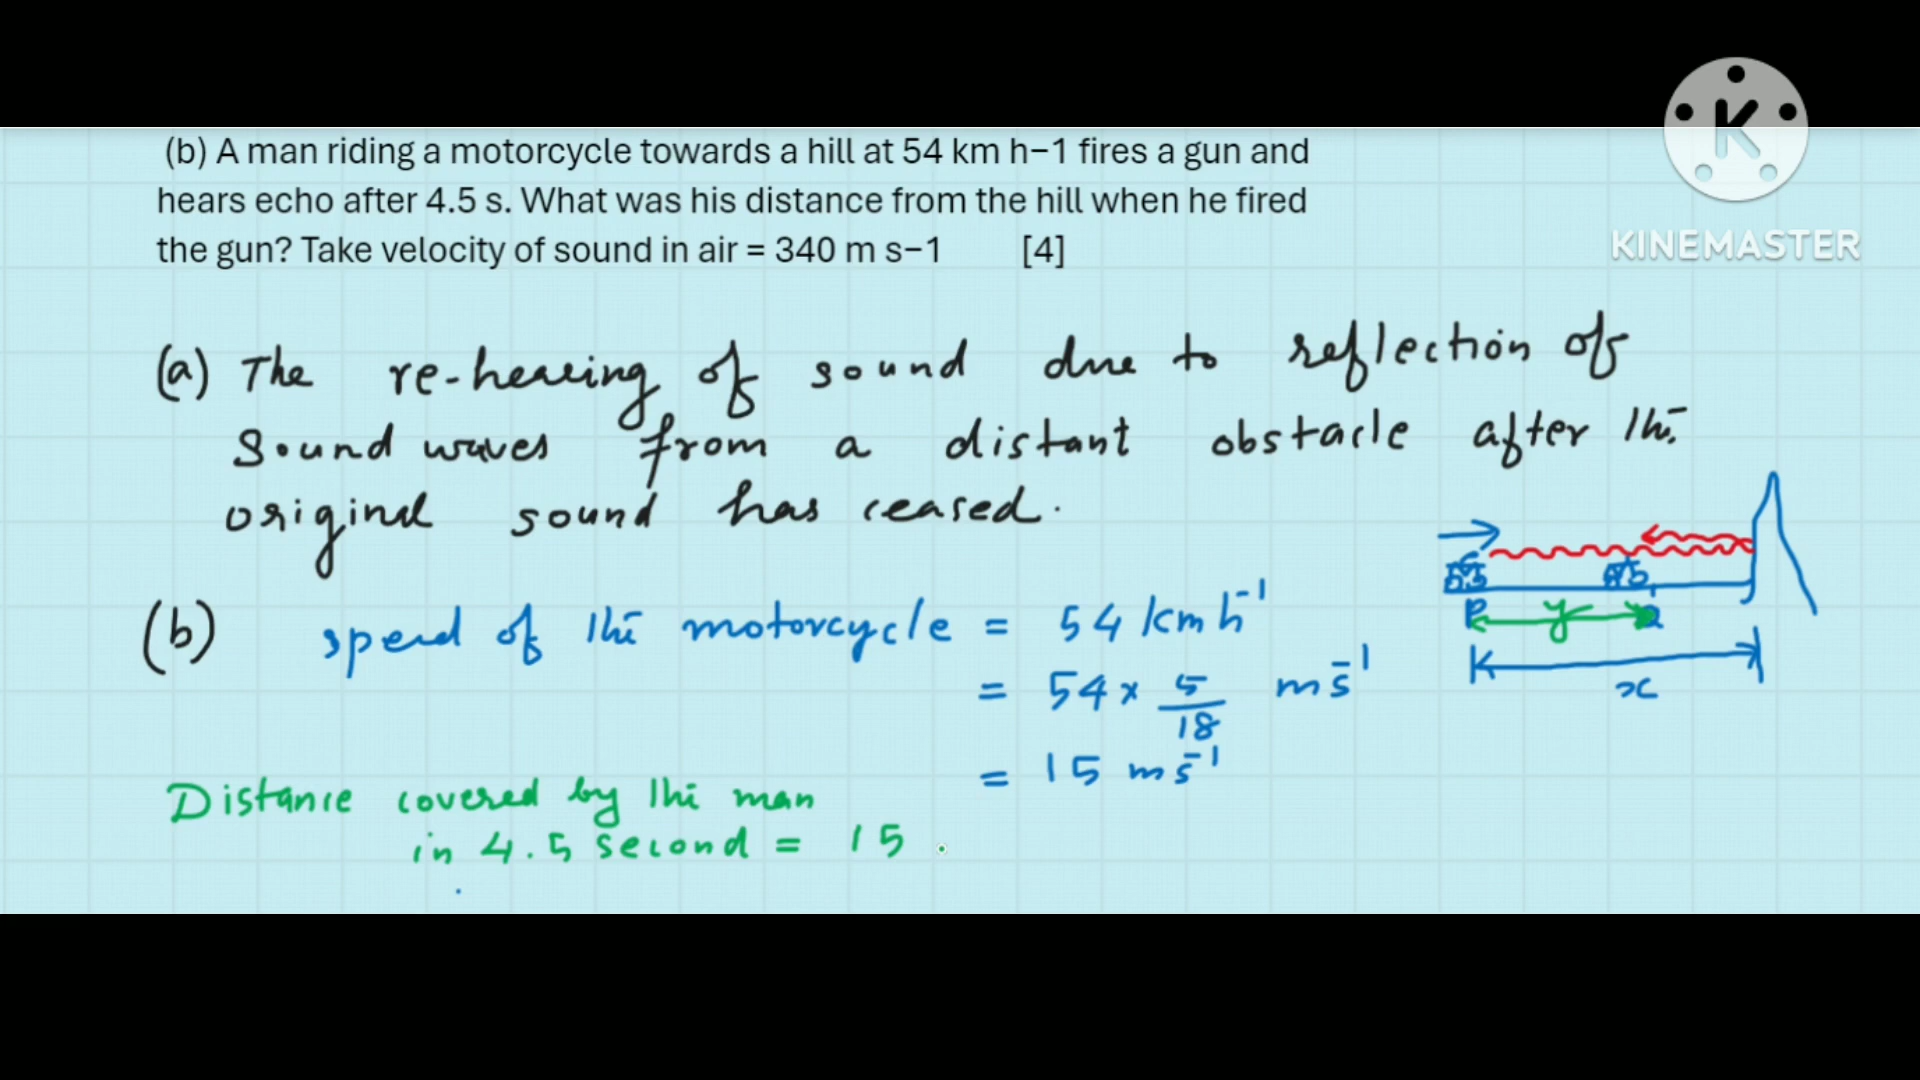 K
KINEMASTER
(b) A man riding a motorcycle towards a hill at 54 km h−1 fires a gun and
hears echo after 4.5 s. What was his distance from the hill when he fired
the gun? Take velocity of sound in air = 340 m s−1 [4]
(a) The re-hearing of sound due to reflection of
Sound waves from a distant obstacle after the
original sound has ceased.
(b) speed of the motorcycle = 54 km h⁻¹
= 54 × 5/18 m s⁻¹
= 15 m s⁻¹
P y
x
Distance covered by the man
in 4.5 second = 15